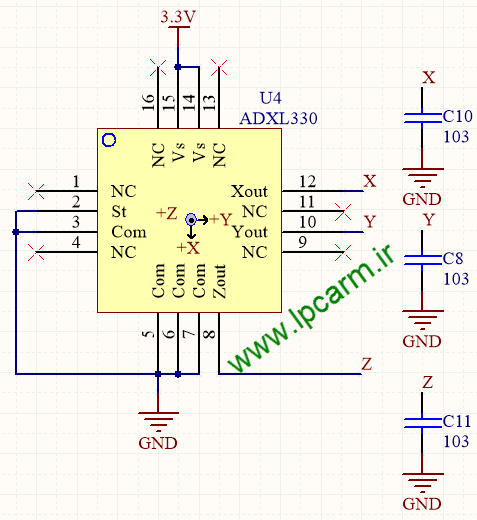 3.3V
U4
ADXL330
16
15
14
13
NC
Vs
Vs
NC
1
NC
2
St
3
Com
4
NC
Xout
12
X
NC
11
Yout
10
Y
NC
9
+Z
+Y
+X
Com
Com
Com
Zout
5
6
7
8
Z
GND
www.lpcarm.ir
X
C10
103
GND
Y
C8
103
GND
Z
C11
103
GND